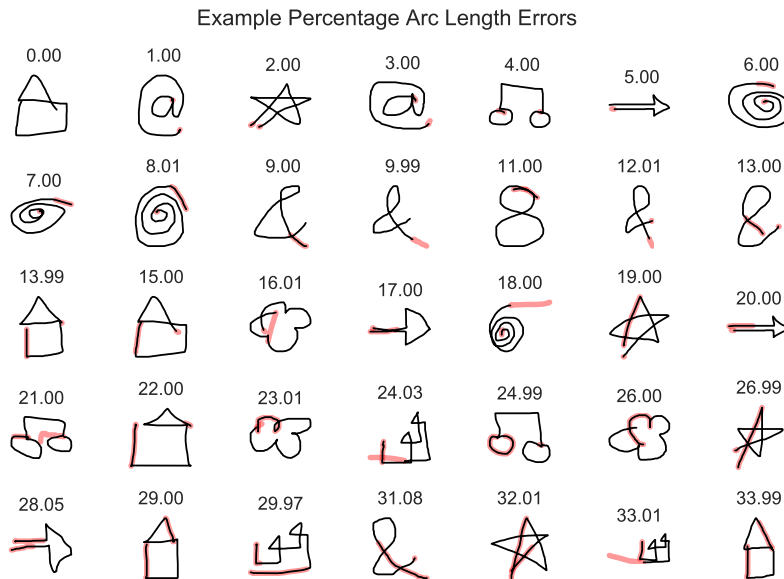 Example Percentage Arc Length Errors
0.00 1.00 2.00 3.00 4.00 5.00 6.00
7.00 8.01 9.00 9.99 11.00 12.01 13.00
13.99 15.00 16.01 17.00 18.00 19.00 20.00
21.00 22.00 23.01 24.03 24.99 26.00 26.99
28.05 29.00 29.97 31.08 32.01 33.01 33.99